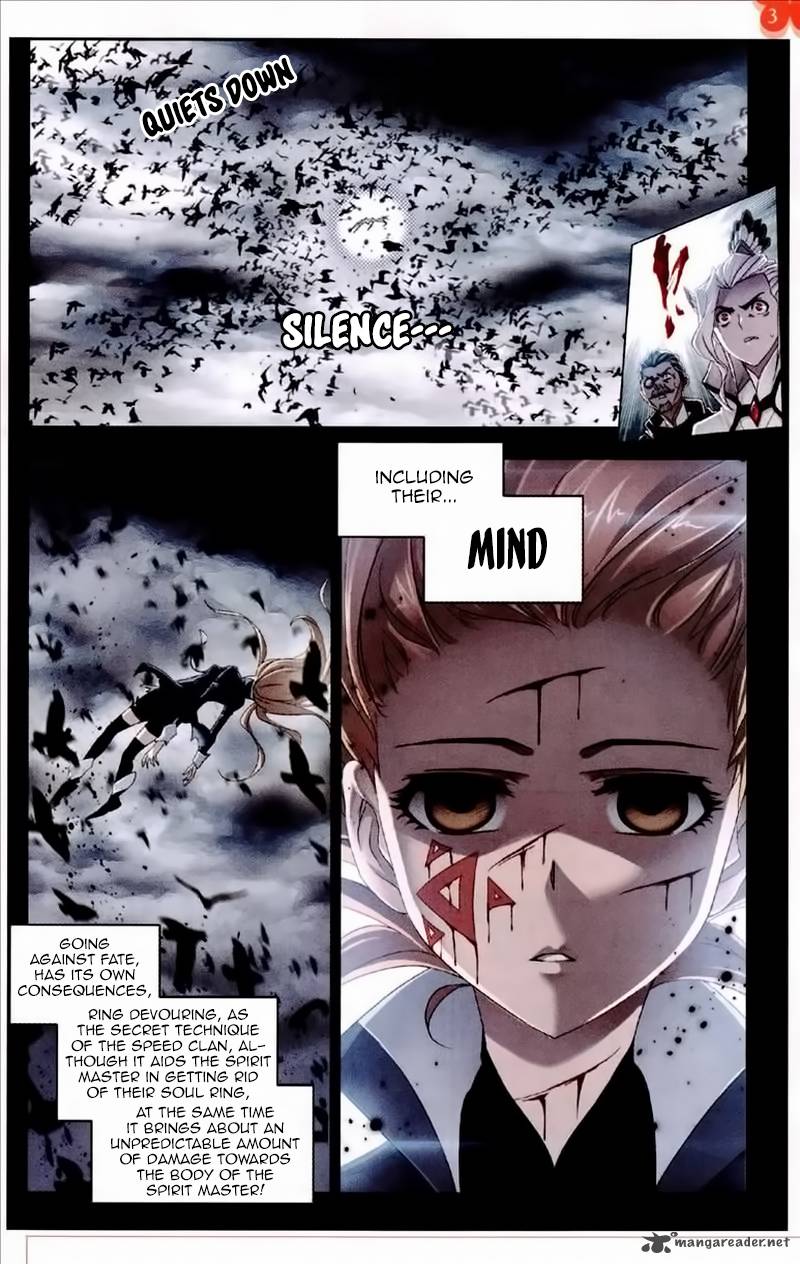 3
QUIETS DOWN
SILENCE---
INCLUDING
THEIR...
MIND
GOING
AGAINST FATE,
HAS ITS OWN
CONSEQUENCES,
RING DEVOURING, AS
THE SECRET TECHNIQUE
OF THE SPEED CLAN, AL-
THOUGH IT AIDS THE SPIRIT
MASTER IN GETTING RID
OF THEIR SOUL RING,
AT THE SAME TIME
IT BRINGS ABOUT AN
UNPREDICTABLE AMOUNT
OF DAMAGE TOWARDS
THE BODY OF THE
SPIRIT MASTER!
mangareader.net